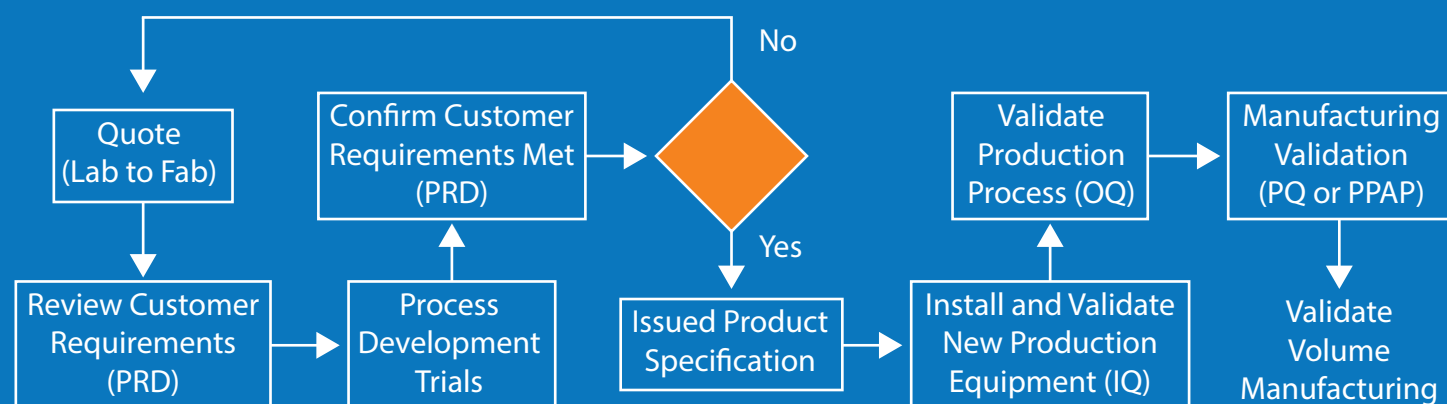 No
Quote
(Lab to Fab)
Review Customer
Requirements
(PRD)
Process
Development
Trials
Confirm Customer
Requirements Met
(PRD)
Yes
Issued Product
Specification
Install and Validate
New Production
Equipment (IQ)
Validate
Production
Process (OQ)
Manufacturing
Validation
(PQ or PPAP)
Validate
Volume
Manufacturing